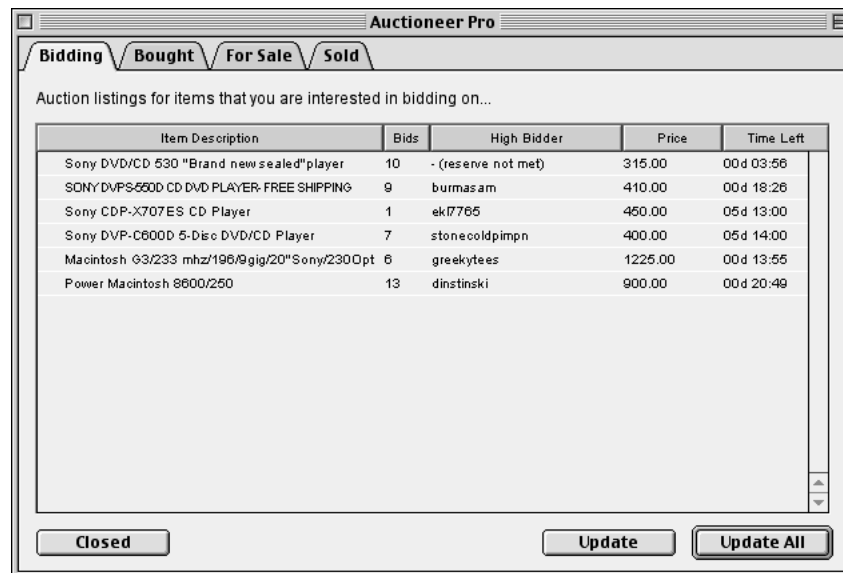 Auctioneer Pro
Bidding Bought For Sale Sold
Auction listings for items that you are interested in bidding on...
Item Description Bids High Bidder Price Time Left
Sony DVD/CD 530 "Brand new sealed"player 10 - (reserve not met) 315.00 00d 03:56
SONY DVPS-550D CD DVD PLAYER- FREE SHIPPING 9 burmasam 410.00 00d 18:26
Sony CDP-X707ES CD Player 1 ekl7765 450.00 05d 13:00
Sony DVP-C600D 5-Disc DVD/CD Player 7 stonecoldpimpn 400.00 05d 14:00
Macintosh G3/233 mhz/196/9gig/20"Sony/230Opt 6 greekytees 1225.00 00d 13:55
Power Macintosh 8600/250 13 dinstinski 900.00 00d 20:49
Closed Update Update All